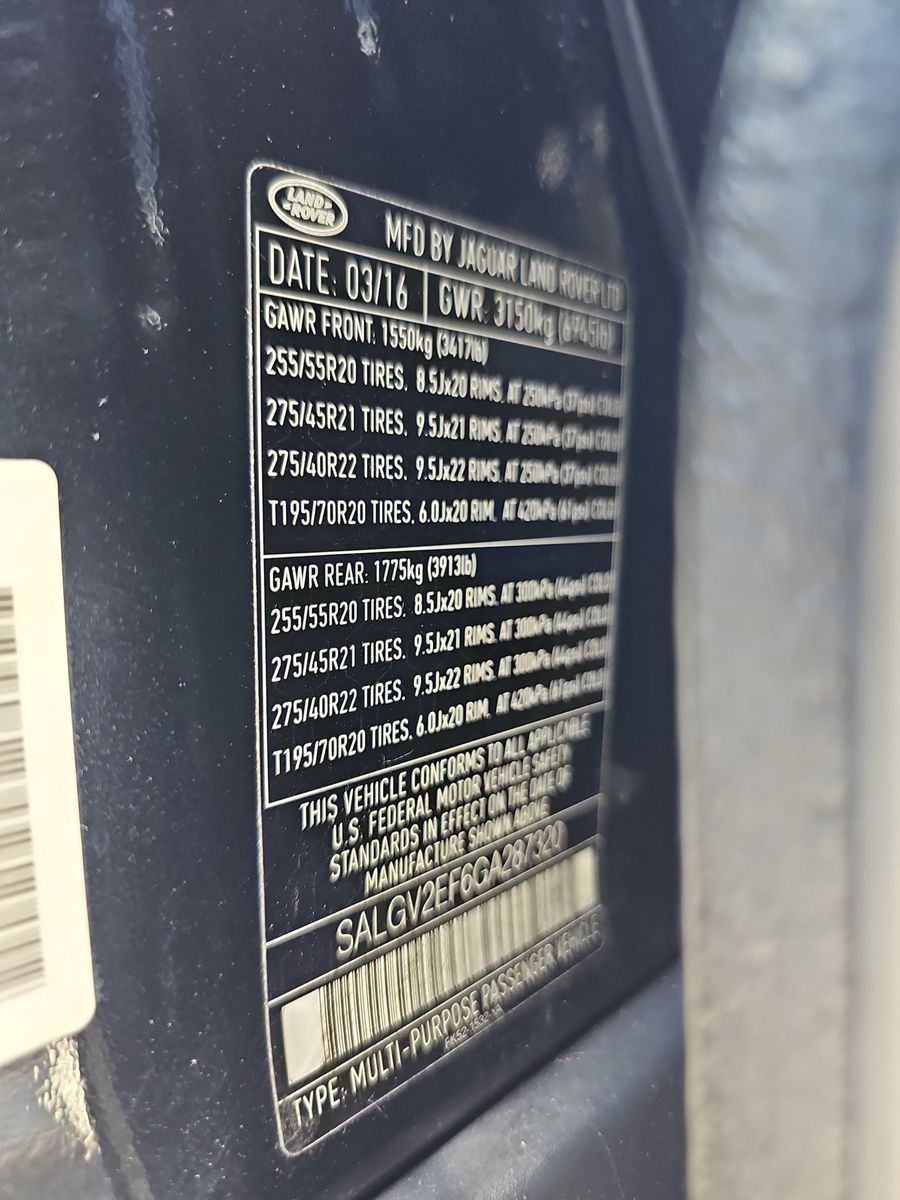 LAND ROVER
MFD BY JAGUAR LAND ROVER LTD
DATE: 03/16 GWR: 3150kg (6945lb)
GAWR FRONT: 1550kg (3417lb)
255/55R20 TIRES, 8.5Jx20 RIMS, AT 250kPa (37psi) COLD
275/45R21 TIRES, 9.5Jx21 RIMS, AT 250kPa (37psi) COLD
275/40R22 TIRES, 9.5Jx22 RIMS, AT 250kPa (37psi) COLD
T195/70R20 TIRES, 6.0Jx20 RIM, AT 420kPa (61psi) COLD
GAWR REAR: 1775kg (3913lb)
255/55R20 TIRES, 8.5Jx20 RIMS, AT 300kPa (44psi) COLD
275/45R21 TIRES, 9.5Jx21 RIMS, AT 300kPa (44psi) COLD
275/40R22 TIRES, 9.5Jx22 RIMS, AT 300kPa (44psi) COLD
T195/70R20 TIRES, 6.0Jx20 RIM, AT 420kPa (61psi) COLD
THIS VEHICLE CONFORMS TO ALL APPLICABLE
U.S. FEDERAL MOTOR VEHICLE SAFETY
STANDARDS IN EFFECT ON THE DATE OF
MANUFACTURE SHOWN ABOVE
SALGV2EF6GA287320
TYPE: MULTI-PURPOSE PASSENGER VEHICLE